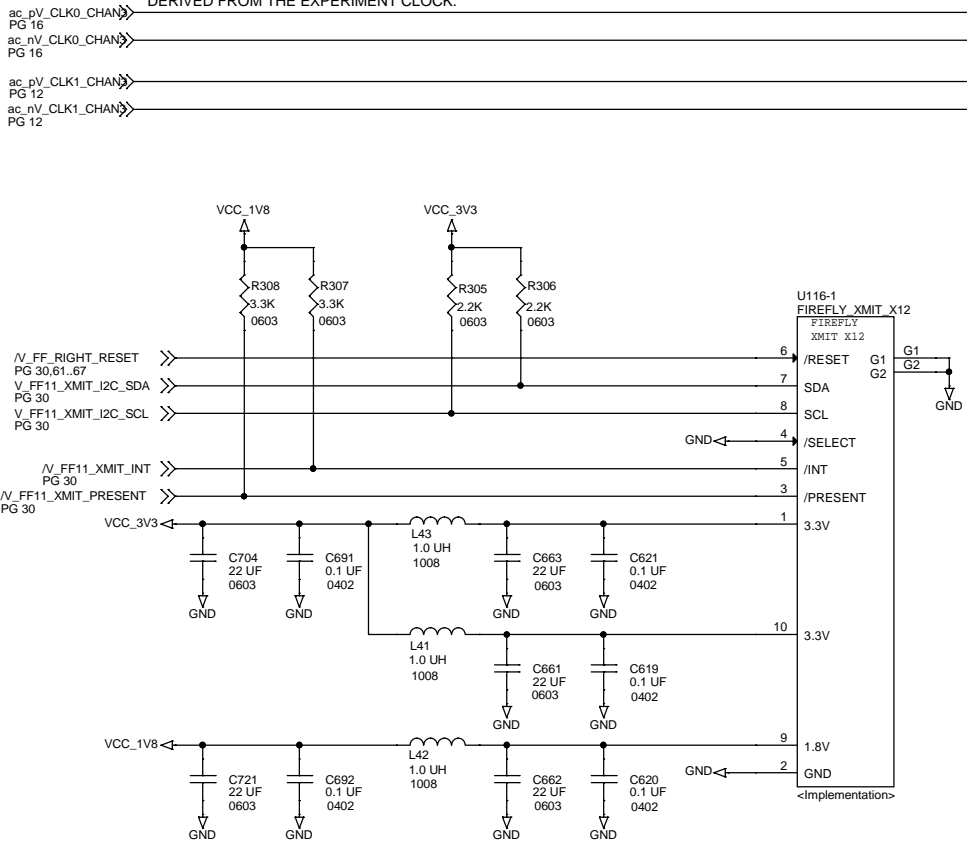 DERIVED FROM THE EXPERIMENT CLOCK.
ac_pV_CLK0_CHAN3
PG 16
ac_nV_CLK0_CHAN3
PG 16
ac_pV_CLK1_CHAN3
PG 12
ac_nV_CLK1_CHAN3
PG 12
VCC_1V8
VCC_3V3
R308
3.3K
0603
R307
3.3K
0603
R305
2.2K
0603
R306
2.2K
0603
U116-1
FIREFLY_XMIT_X12
FIREFLY
XMIT X12
/V_FF_RIGHT_RESET
PG 30,61..67
6
/RESET
G1
G1
G2
G2
GND
V_FF11_XMIT_I2C_SDA
PG 30
7
SDA
V_FF11_XMIT_I2C_SCL
PG 30
8
SCL
GND
4
/SELECT
/V_FF11_XMIT_INT
PG 30
5
/INT
/V_FF11_XMIT_PRESENT
PG 30
3
/PRESENT
VCC_3V3
L43
1.0 UH
1008
1
3.3V
C704
22 UF
0603
GND
C691
0.1 UF
0402
GND
C663
22 UF
0603
GND
C621
0.1 UF
0402
GND
L41
1.0 UH
1008
10
3.3V
C661
22 UF
0603
GND
C619
0.1 UF
0402
GND
VCC_1V8
L42
1.0 UH
1008
9
1.8V
C721
22 UF
0603
GND
C692
0.1 UF
0402
GND
C662
22 UF
0603
GND
C620
0.1 UF
0402
GND
GND
2
GND
<Implementation>